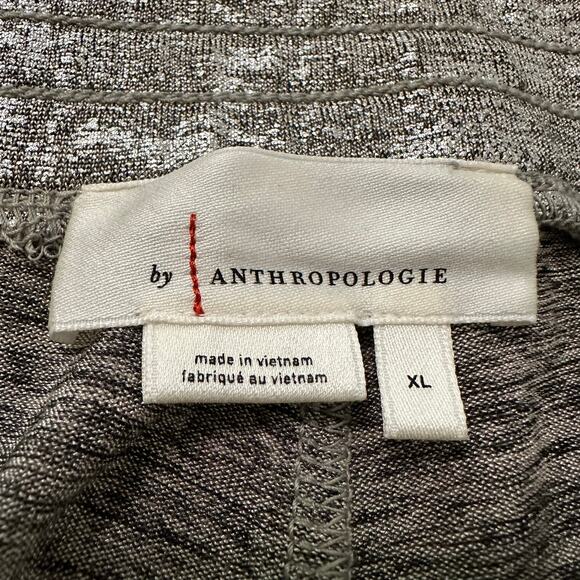 by ANTHROPOLOGIE
made in vietnam
fabriqué au vietnam
XL